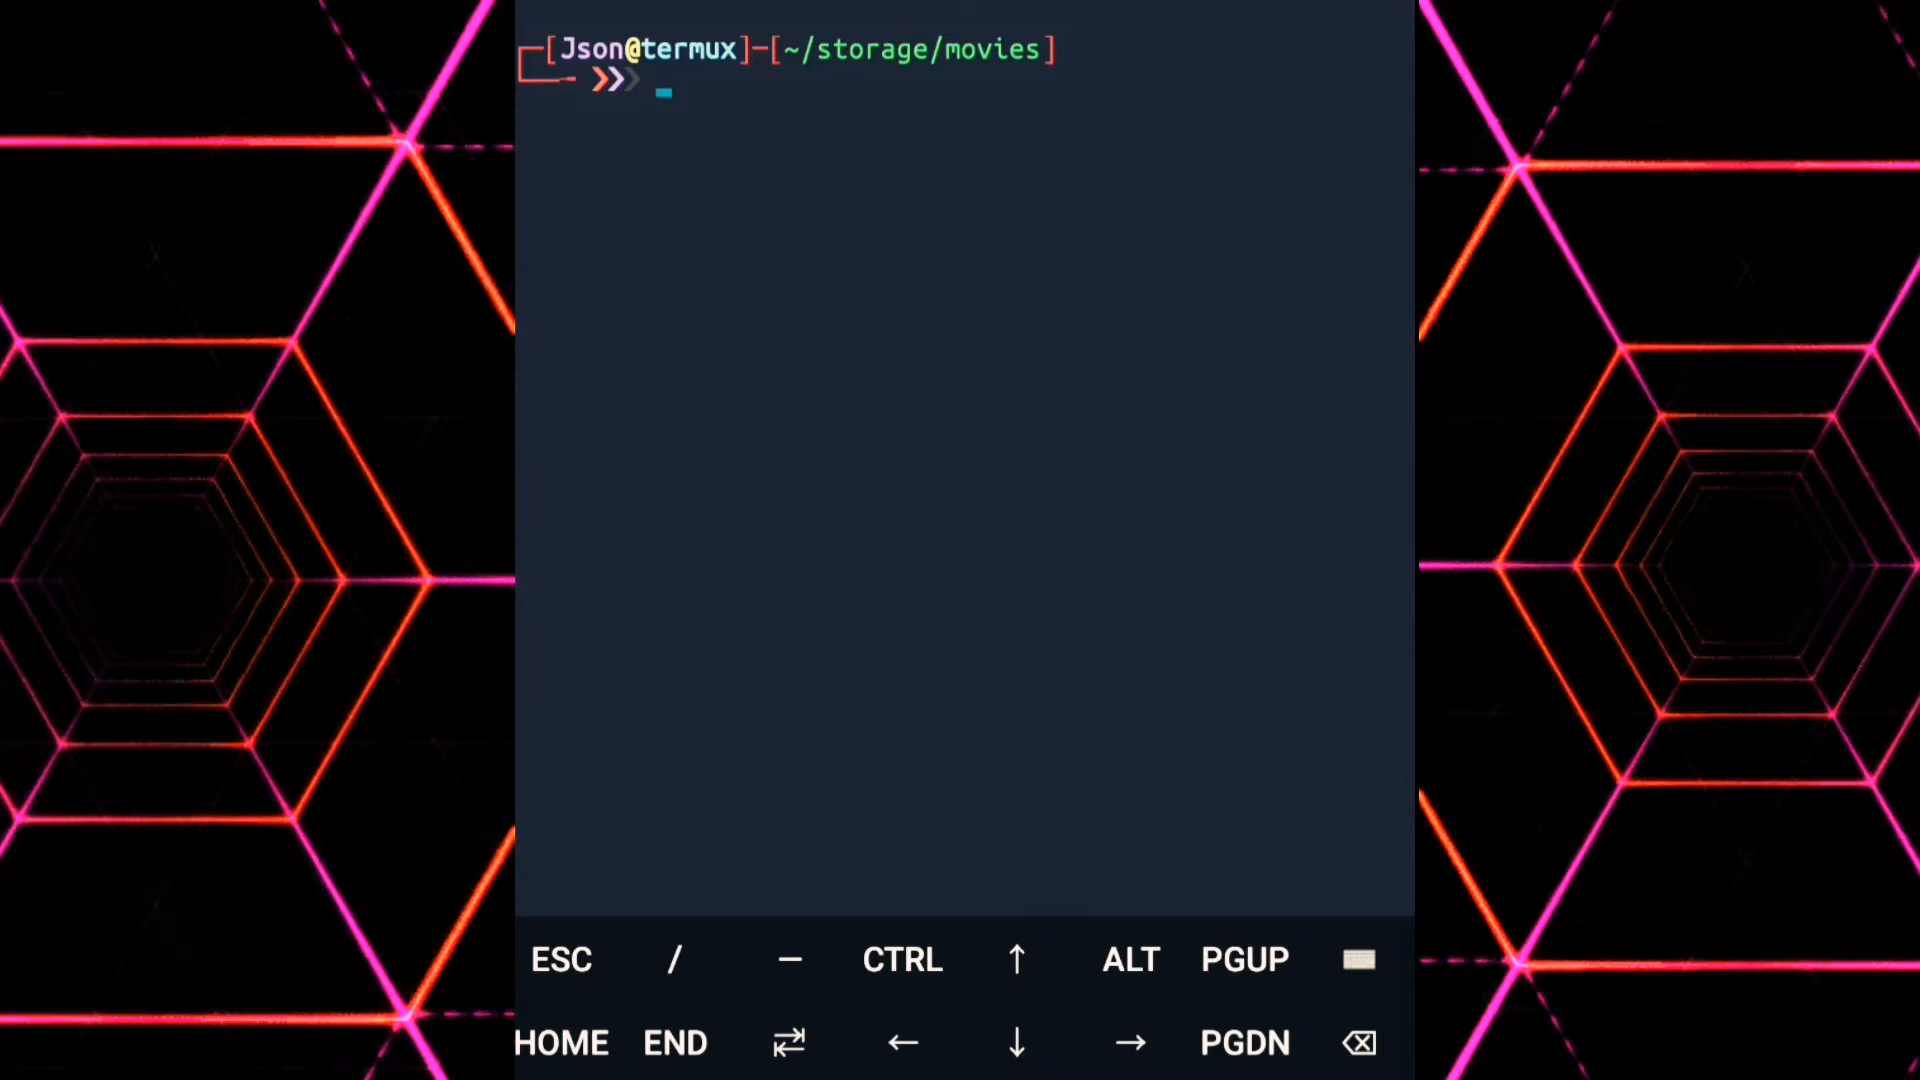 [Json@termux]-[~/storage/movies]
❯❯❯
ESC / — CTRL ↑ ALT PGUP
HOME END ⇄ ← ↓ → PGDN ⌫